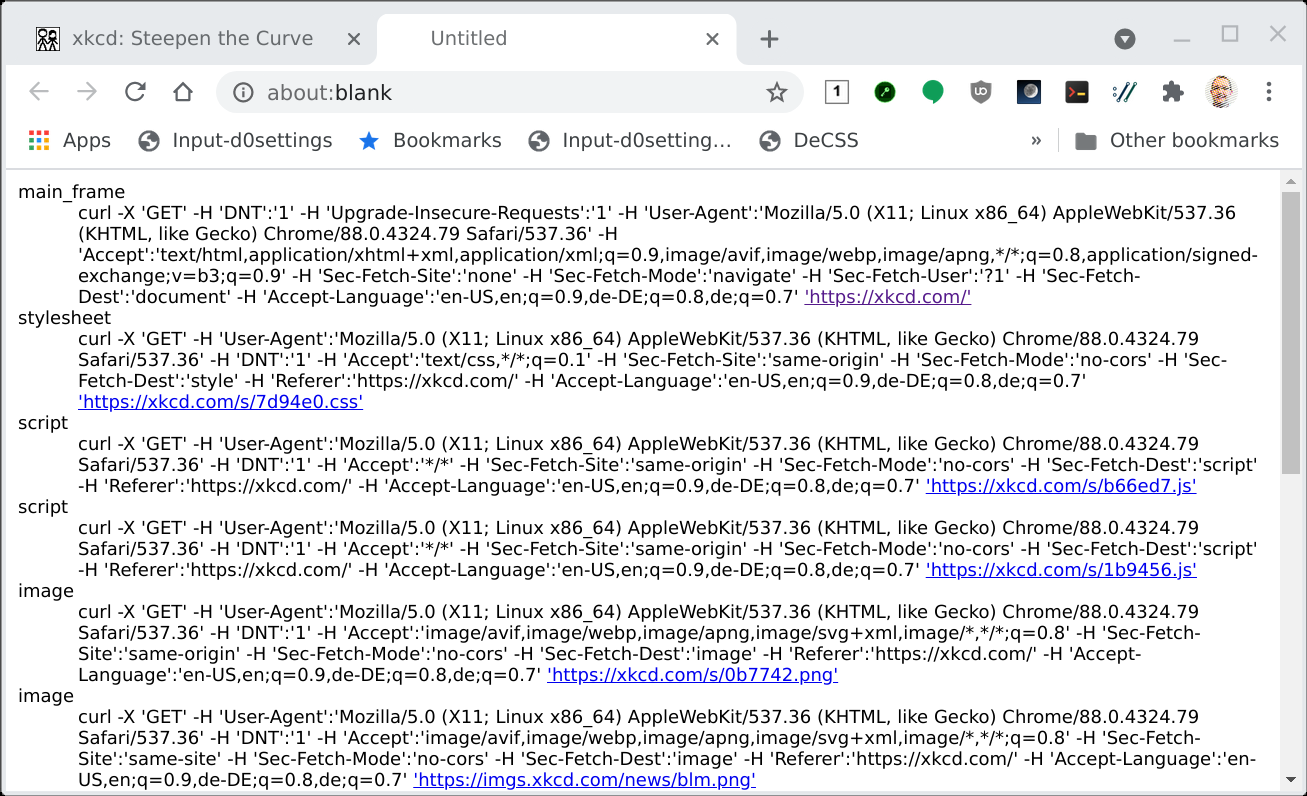 xkcd: Steepen the Curve
Untitled
about:blank
1
Apps
Input-d0settings
Bookmarks
Input-d0setting…
DeCSS
»
Other bookmarks
main_frame
curl -X 'GET' -H 'DNT':'1' -H 'Upgrade-Insecure-Requests':'1' -H 'User-Agent':'Mozilla/5.0 (X11; Linux x86_64) AppleWebKit/537.36
(KHTML, like Gecko) Chrome/88.0.4324.79 Safari/537.36' -H
'Accept':'text/html,application/xhtml+xml,application/xml;q=0.9,image/avif,image/webp,image/apng,*/*;q=0.8,application/signed-
exchange;v=b3;q=0.9' -H 'Sec-Fetch-Site':'none' -H 'Sec-Fetch-Mode':'navigate' -H 'Sec-Fetch-User':'?1' -H 'Sec-Fetch-
Dest':'document' -H 'Accept-Language':'en-US,en;q=0.9,de-DE;q=0.8,de;q=0.7' 'https://xkcd.com/'
stylesheet
curl -X 'GET' -H 'User-Agent':'Mozilla/5.0 (X11; Linux x86_64) AppleWebKit/537.36 (KHTML, like Gecko) Chrome/88.0.4324.79
Safari/537.36' -H 'DNT':'1' -H 'Accept':'text/css,*/*;q=0.1' -H 'Sec-Fetch-Site':'same-origin' -H 'Sec-Fetch-Mode':'no-cors' -H 'Sec-
Fetch-Dest':'style' -H 'Referer':'https://xkcd.com/' -H 'Accept-Language':'en-US,en;q=0.9,de-DE;q=0.8,de;q=0.7'
'https://xkcd.com/s/7d94e0.css'
script
curl -X 'GET' -H 'User-Agent':'Mozilla/5.0 (X11; Linux x86_64) AppleWebKit/537.36 (KHTML, like Gecko) Chrome/88.0.4324.79
Safari/537.36' -H 'DNT':'1' -H 'Accept':'*/*' -H 'Sec-Fetch-Site':'same-origin' -H 'Sec-Fetch-Mode':'no-cors' -H 'Sec-Fetch-Dest':'script'
-H 'Referer':'https://xkcd.com/' -H 'Accept-Language':'en-US,en;q=0.9,de-DE;q=0.8,de;q=0.7' 'https://xkcd.com/s/b66ed7.js'
script
curl -X 'GET' -H 'User-Agent':'Mozilla/5.0 (X11; Linux x86_64) AppleWebKit/537.36 (KHTML, like Gecko) Chrome/88.0.4324.79
Safari/537.36' -H 'DNT':'1' -H 'Accept':'*/*' -H 'Sec-Fetch-Site':'same-origin' -H 'Sec-Fetch-Mode':'no-cors' -H 'Sec-Fetch-Dest':'script'
-H 'Referer':'https://xkcd.com/' -H 'Accept-Language':'en-US,en;q=0.9,de-DE;q=0.8,de;q=0.7' 'https://xkcd.com/s/1b9456.js'
image
curl -X 'GET' -H 'User-Agent':'Mozilla/5.0 (X11; Linux x86_64) AppleWebKit/537.36 (KHTML, like Gecko) Chrome/88.0.4324.79
Safari/537.36' -H 'DNT':'1' -H 'Accept':'image/avif,image/webp,image/apng,image/svg+xml,image/*,*/*;q=0.8' -H 'Sec-Fetch-
Site':'same-origin' -H 'Sec-Fetch-Mode':'no-cors' -H 'Sec-Fetch-Dest':'image' -H 'Referer':'https://xkcd.com/' -H 'Accept-
Language':'en-US,en;q=0.9,de-DE;q=0.8,de;q=0.7' 'https://xkcd.com/s/0b7742.png'
image
curl -X 'GET' -H 'User-Agent':'Mozilla/5.0 (X11; Linux x86_64) AppleWebKit/537.36 (KHTML, like Gecko) Chrome/88.0.4324.79
Safari/537.36' -H 'DNT':'1' -H 'Accept':'image/avif,image/webp,image/apng,image/svg+xml,image/*,*/*;q=0.8' -H 'Sec-Fetch-
Site':'same-site' -H 'Sec-Fetch-Mode':'no-cors' -H 'Sec-Fetch-Dest':'image' -H 'Referer':'https://xkcd.com/' -H 'Accept-Language':'en-
US,en;q=0.9,de-DE;q=0.8,de;q=0.7' 'https://imgs.xkcd.com/news/blm.png'